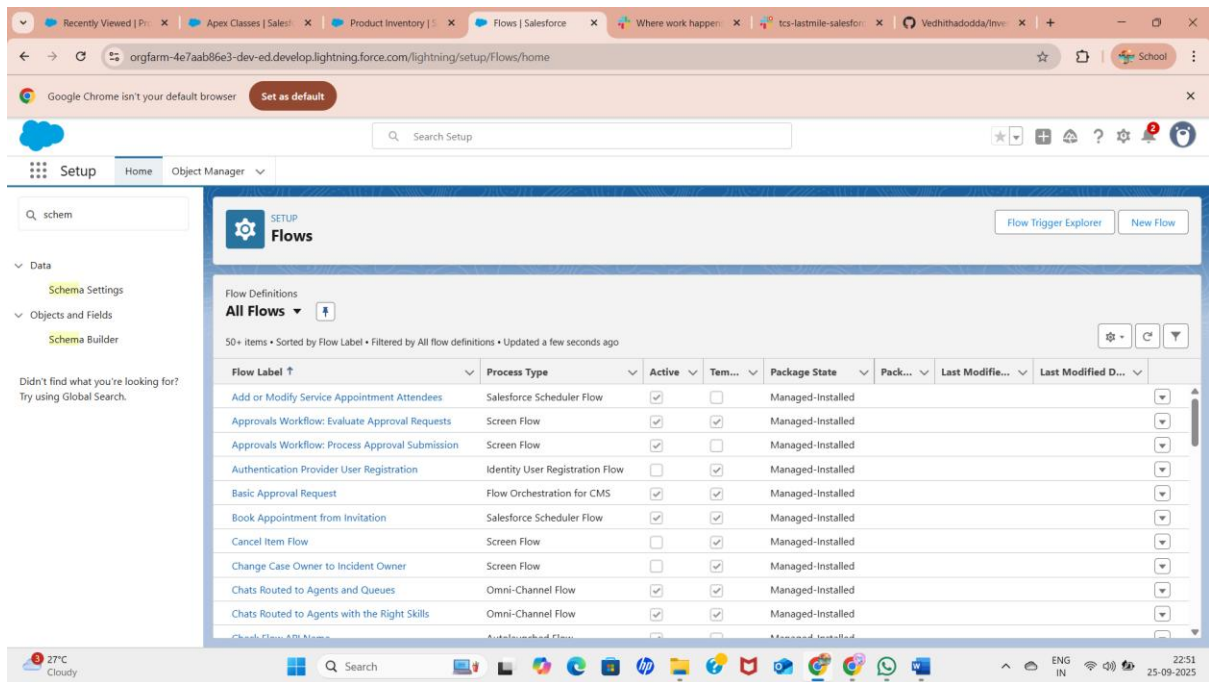 Recently Viewed | Pro
Apex Classes | Salesf
Product Inventory | S
Flows | Salesforce
Where work happen
tcs-lastmile-salesfor
Vedhithadodda/Inve
orgfarm-4e7aab86e3-dev-ed.develop.lightning.force.com/lightning/setup/Flows/home
School
Google Chrome isn't your default browser
Set as default
Search Setup
2
Setup
Home
Object Manager
schem
Data
Schema Settings
Objects and Fields
Schema Builder
Didn't find what you're looking for?
Try using Global Search.
SETUP
Flows
Flow Trigger Explorer
New Flow
Flow Definitions
All Flows
50+ items • Sorted by Flow Label • Filtered by All flow definitions • Updated a few seconds ago
Flow Label ↑ Process Type Active Tem... Package State Pack... Last Modifie... Last Modified D...
Add or Modify Service Appointment Attendees Salesforce Scheduler Flow Managed-Installed
Approvals Workflow: Evaluate Approval Requests Screen Flow Managed-Installed
Approvals Workflow: Process Approval Submission Screen Flow Managed-Installed
Authentication Provider User Registration Identity User Registration Flow Managed-Installed
Basic Approval Request Flow Orchestration for CMS Managed-Installed
Book Appointment from Invitation Salesforce Scheduler Flow Managed-Installed
Cancel Item Flow Screen Flow Managed-Installed
Change Case Owner to Incident Owner Screen Flow Managed-Installed
Chats Routed to Agents and Queues Omni-Channel Flow Managed-Installed
Chats Routed to Agents with the Right Skills Omni-Channel Flow Managed-Installed
Check Flow API Name Autolaunched Flow Managed-Installed
3
27°C
Cloudy
Search
ENG
IN
22:51
25-09-2025